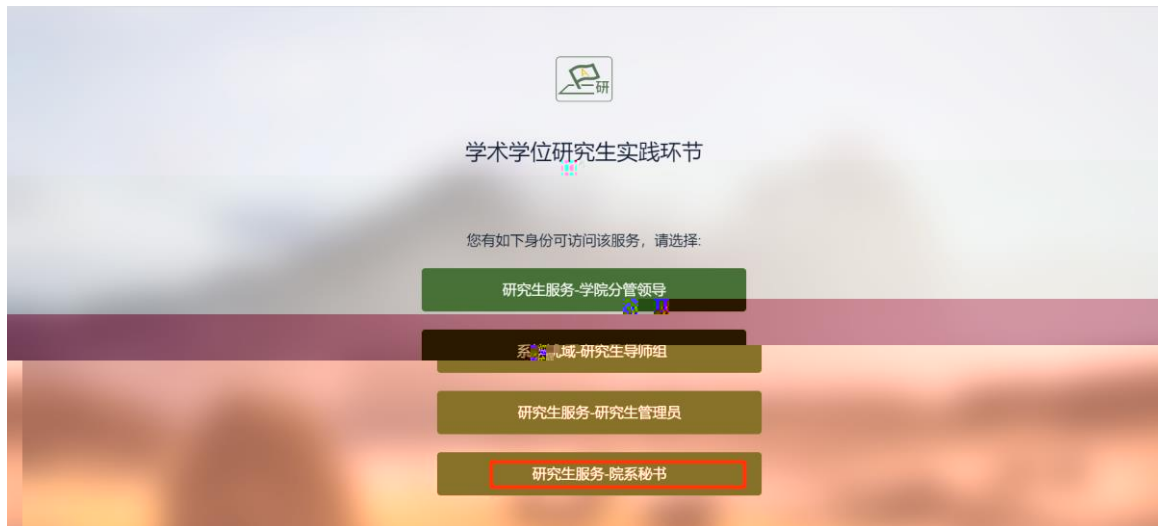 研
学术学位研究生实践环节
您有如下身份可访问该服务，请选择:
研究生服务-学院分管领导
系 域-研究生导师组
研究生服务-研究生管理员
研究生服务-院系秘书